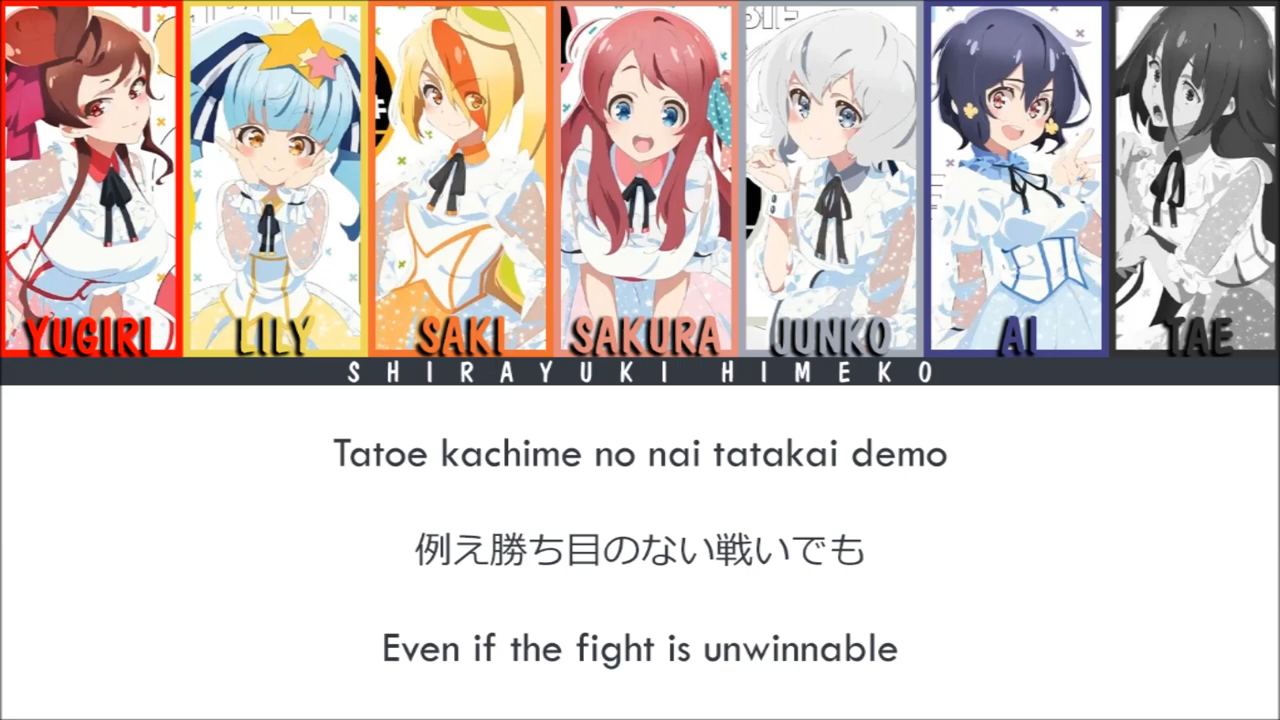 YUGIRI LILY SAKI SAKURA JUNKO AI TAE
SHIRAYUKI HIMEKO
Tatoe kachime no nai tatakai demo
例え勝ち目のない戦いでも
Even if the fight is unwinnable